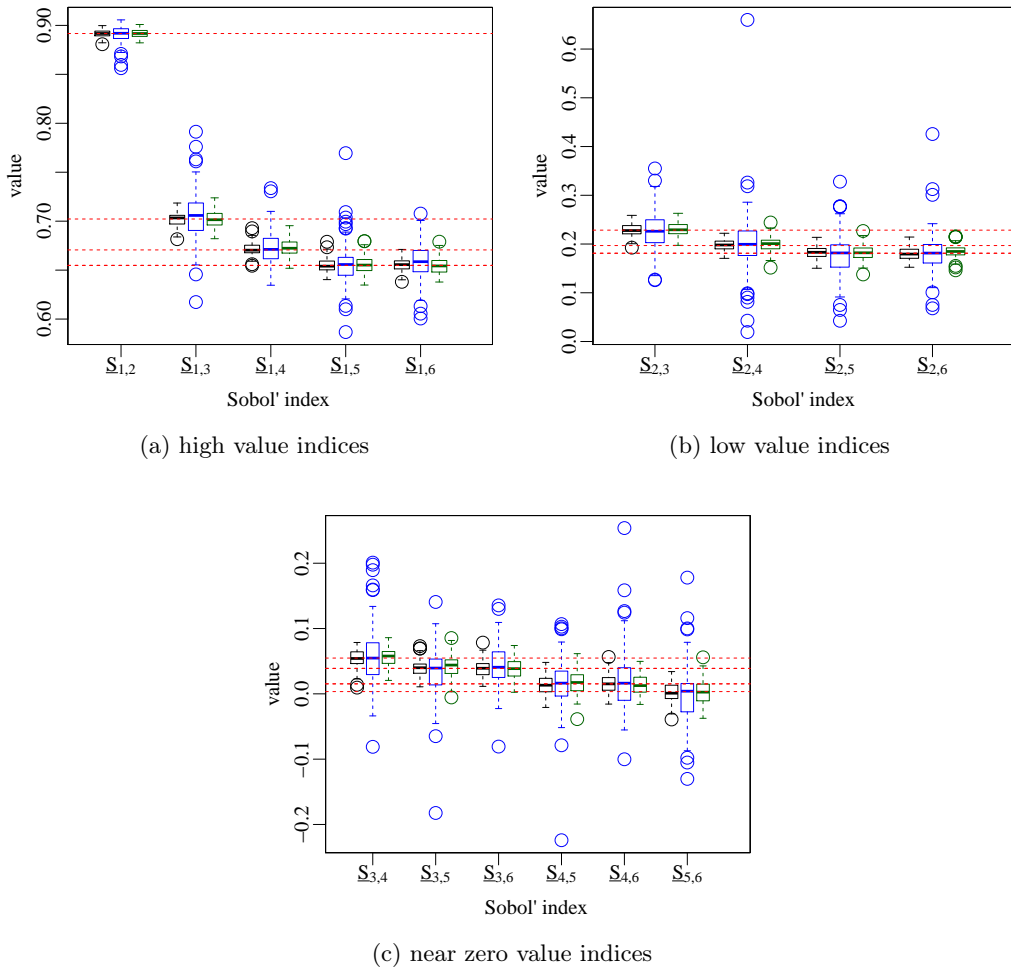 0.90
0.80
0.70
0.60
value
S1,2 S1,3 S1,4 S1,5 S1,6
Sobol' index
(a) high value indices
0.6
0.5
0.4
0.3
0.2
0.1
0.0
value
S2,3 S2,4 S2,5 S2,6
Sobol' index
(b) low value indices
0.2
0.1
0.0
−0.1
−0.2
value
S3,4 S3,5 S3,6 S4,5 S4,6 S5,6
Sobol' index
(c) near zero value indices